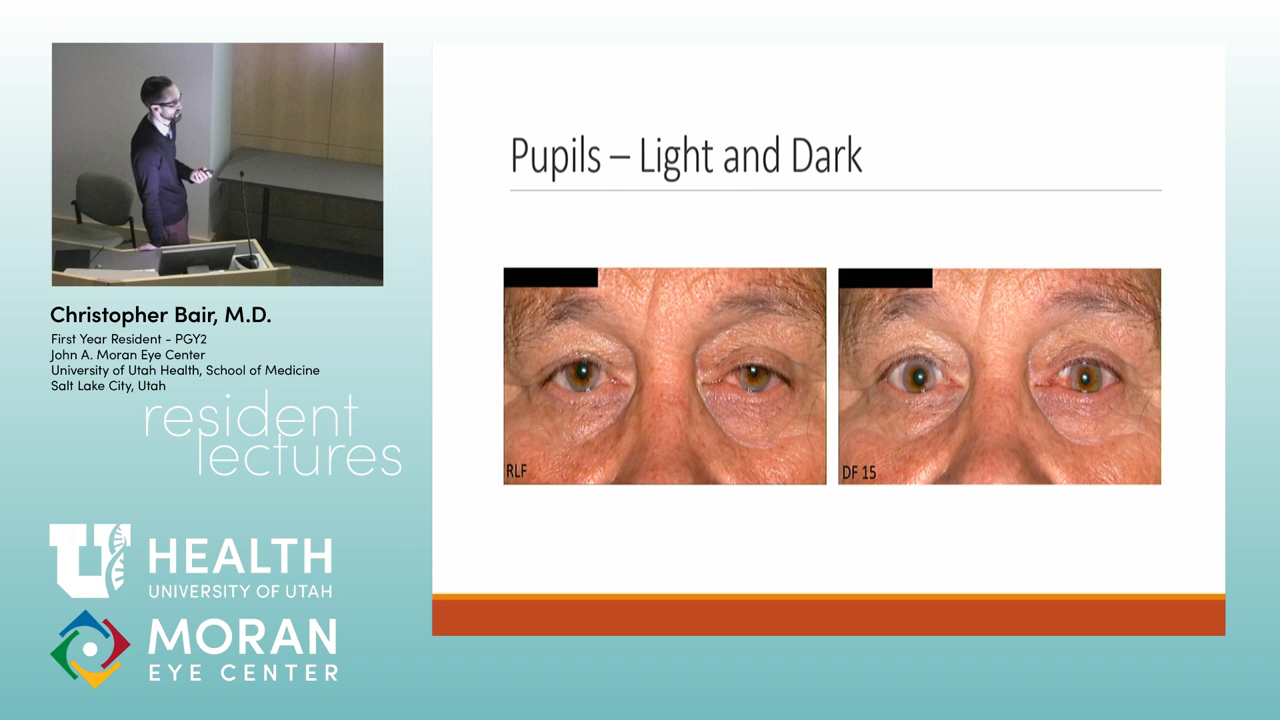 Pupils – Light and Dark
RLF
DF 15
Christopher Bair, M.D.
First Year Resident - PGY2
John A. Moran Eye Center
University of Utah Health, School of Medicine
Salt Lake City, Utah
resident
lectures
U HEALTH
UNIVERSITY OF UTAH
MORAN
EYE CENTER